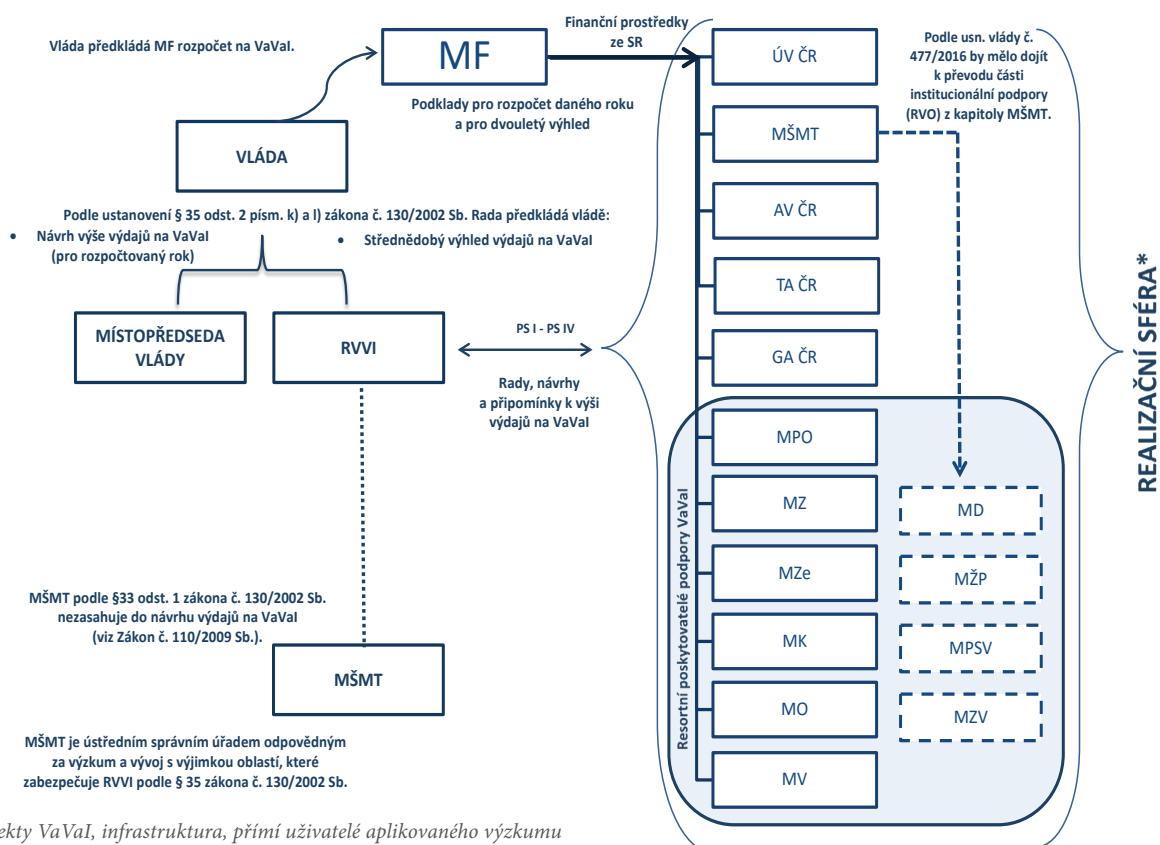 Vláda předkládá MF rozpočet na VaVaI.
MF
Finanční prostředky
ze SR
Podklady pro rozpočet daného roku
a pro dvouletý výhled
VLÁDA
Podle ustanovení § 35 odst. 2 písm. k) a l) zákona č. 130/2002 Sb. Rada předkládá vládě:
• Návrh výše výdajů na VaVaI
(pro rozpočtovaný rok)
• Střednědobý výhled výdajů na VaVaI
MÍSTOPŘEDSEDA
VLÁDY
RVVI
PS I - PS IV
Rady, návrhy
a připomínky k výši
výdajů na VaVaI
MŠMT podle §33 odst. 1 zákona č. 130/2002 Sb.
nezasahuje do návrhu výdajů na VaVaI
(viz Zákon č. 110/2009 Sb.).
MŠMT
MŠMT je ústředním správním úřadem odpovědným
za výzkum a vývoj s výjimkou oblastí, které
zabezpečuje RVVI podle § 35 zákona č. 130/2002 Sb.
ÚV ČR
MŠMT
AV ČR
TA ČR
GA ČR
Podle usn. vlády č.
477/2016 by mělo dojít
k převodu části
institucionální podpory
(RVO) z kapitoly MŠMT.
Resortní poskytovatelé podpory VaVaI
MPO
MZ
MZe
MK
MO
MV
MD
MŽP
MPSV
MZV
REALIZAČNÍ SFÉRA*
ekty VaVaI, infrastruktura, přímí uživatelé aplikovaného výzkumu